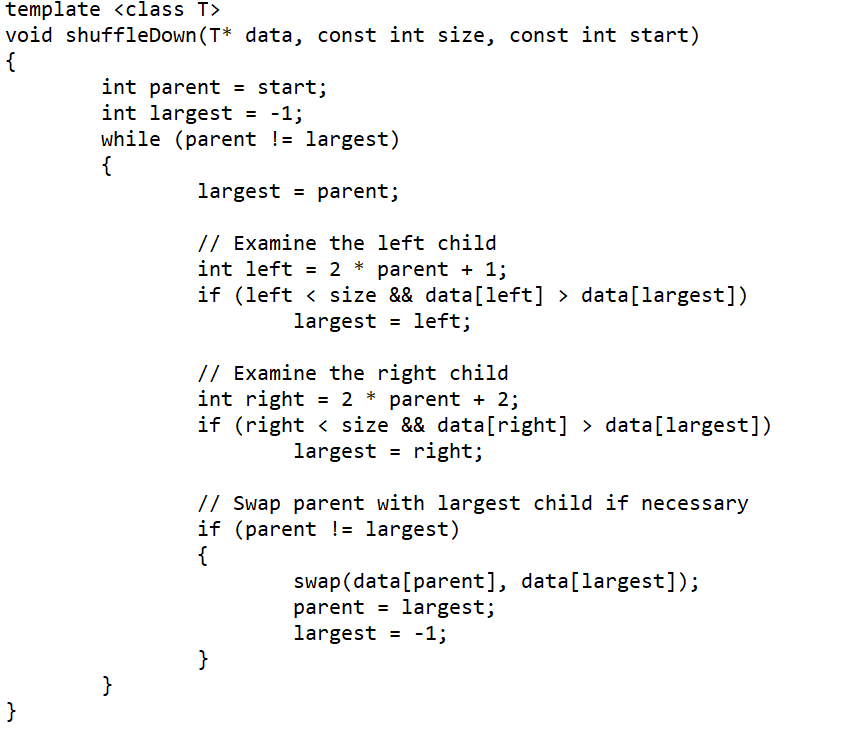 template <class T>
void shuffleDown(T* data, const int size, const int start)
{
        int parent = start;
        int largest = -1;
        while (parent != largest)
        {
                largest = parent;

                // Examine the left child
                int left = 2 * parent + 1;
                if (left < size && data[left] > data[largest])
                        largest = left;

                // Examine the right child
                int right = 2 * parent + 2;
                if (right < size && data[right] > data[largest])
                        largest = right;

                // Swap parent with largest child if necessary
                if (parent != largest)
                {
                        swap(data[parent], data[largest]);
                        parent = largest;
                        largest = -1;
                }
        }
}